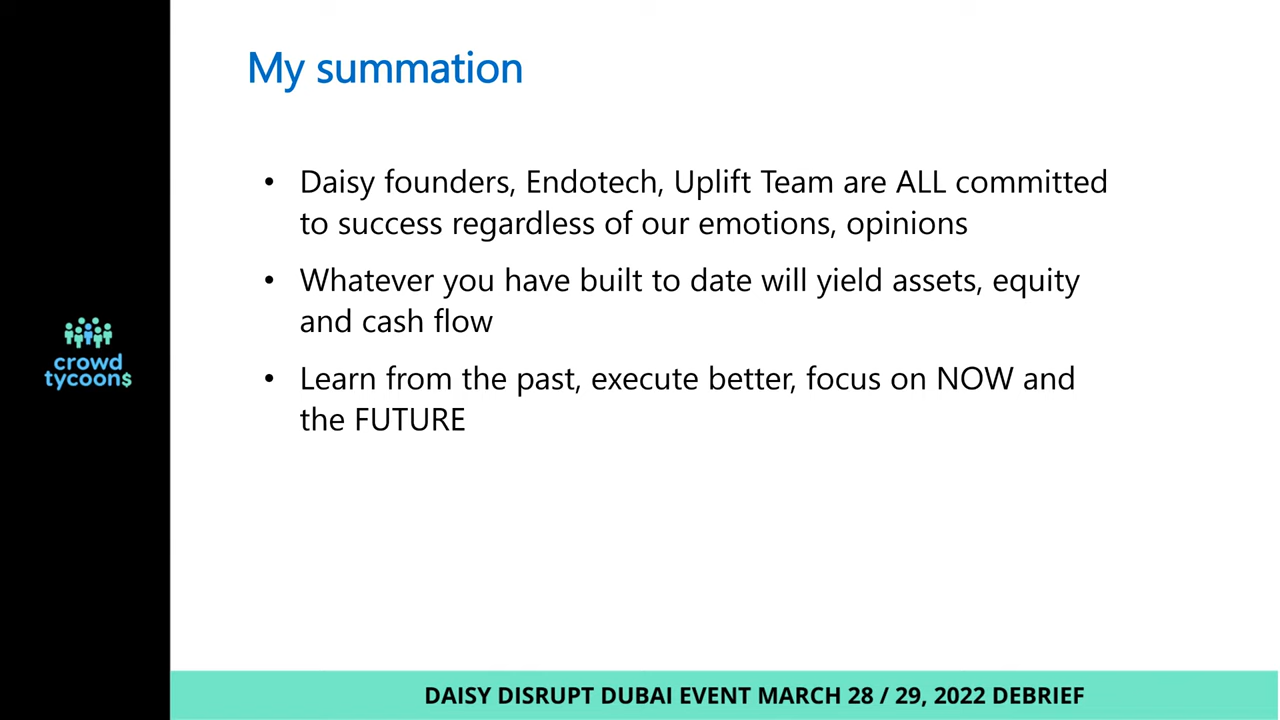 My summation
• Daisy founders, Endotech, Uplift Team are ALL committed
to success regardless of our emotions, opinions
• Whatever you have built to date will yield assets, equity
and cash flow
• Learn from the past, execute better, focus on NOW and
the FUTURE
crowd
tycoon$
DAISY DISRUPT DUBAI EVENT MARCH 28 / 29, 2022 DEBRIEF